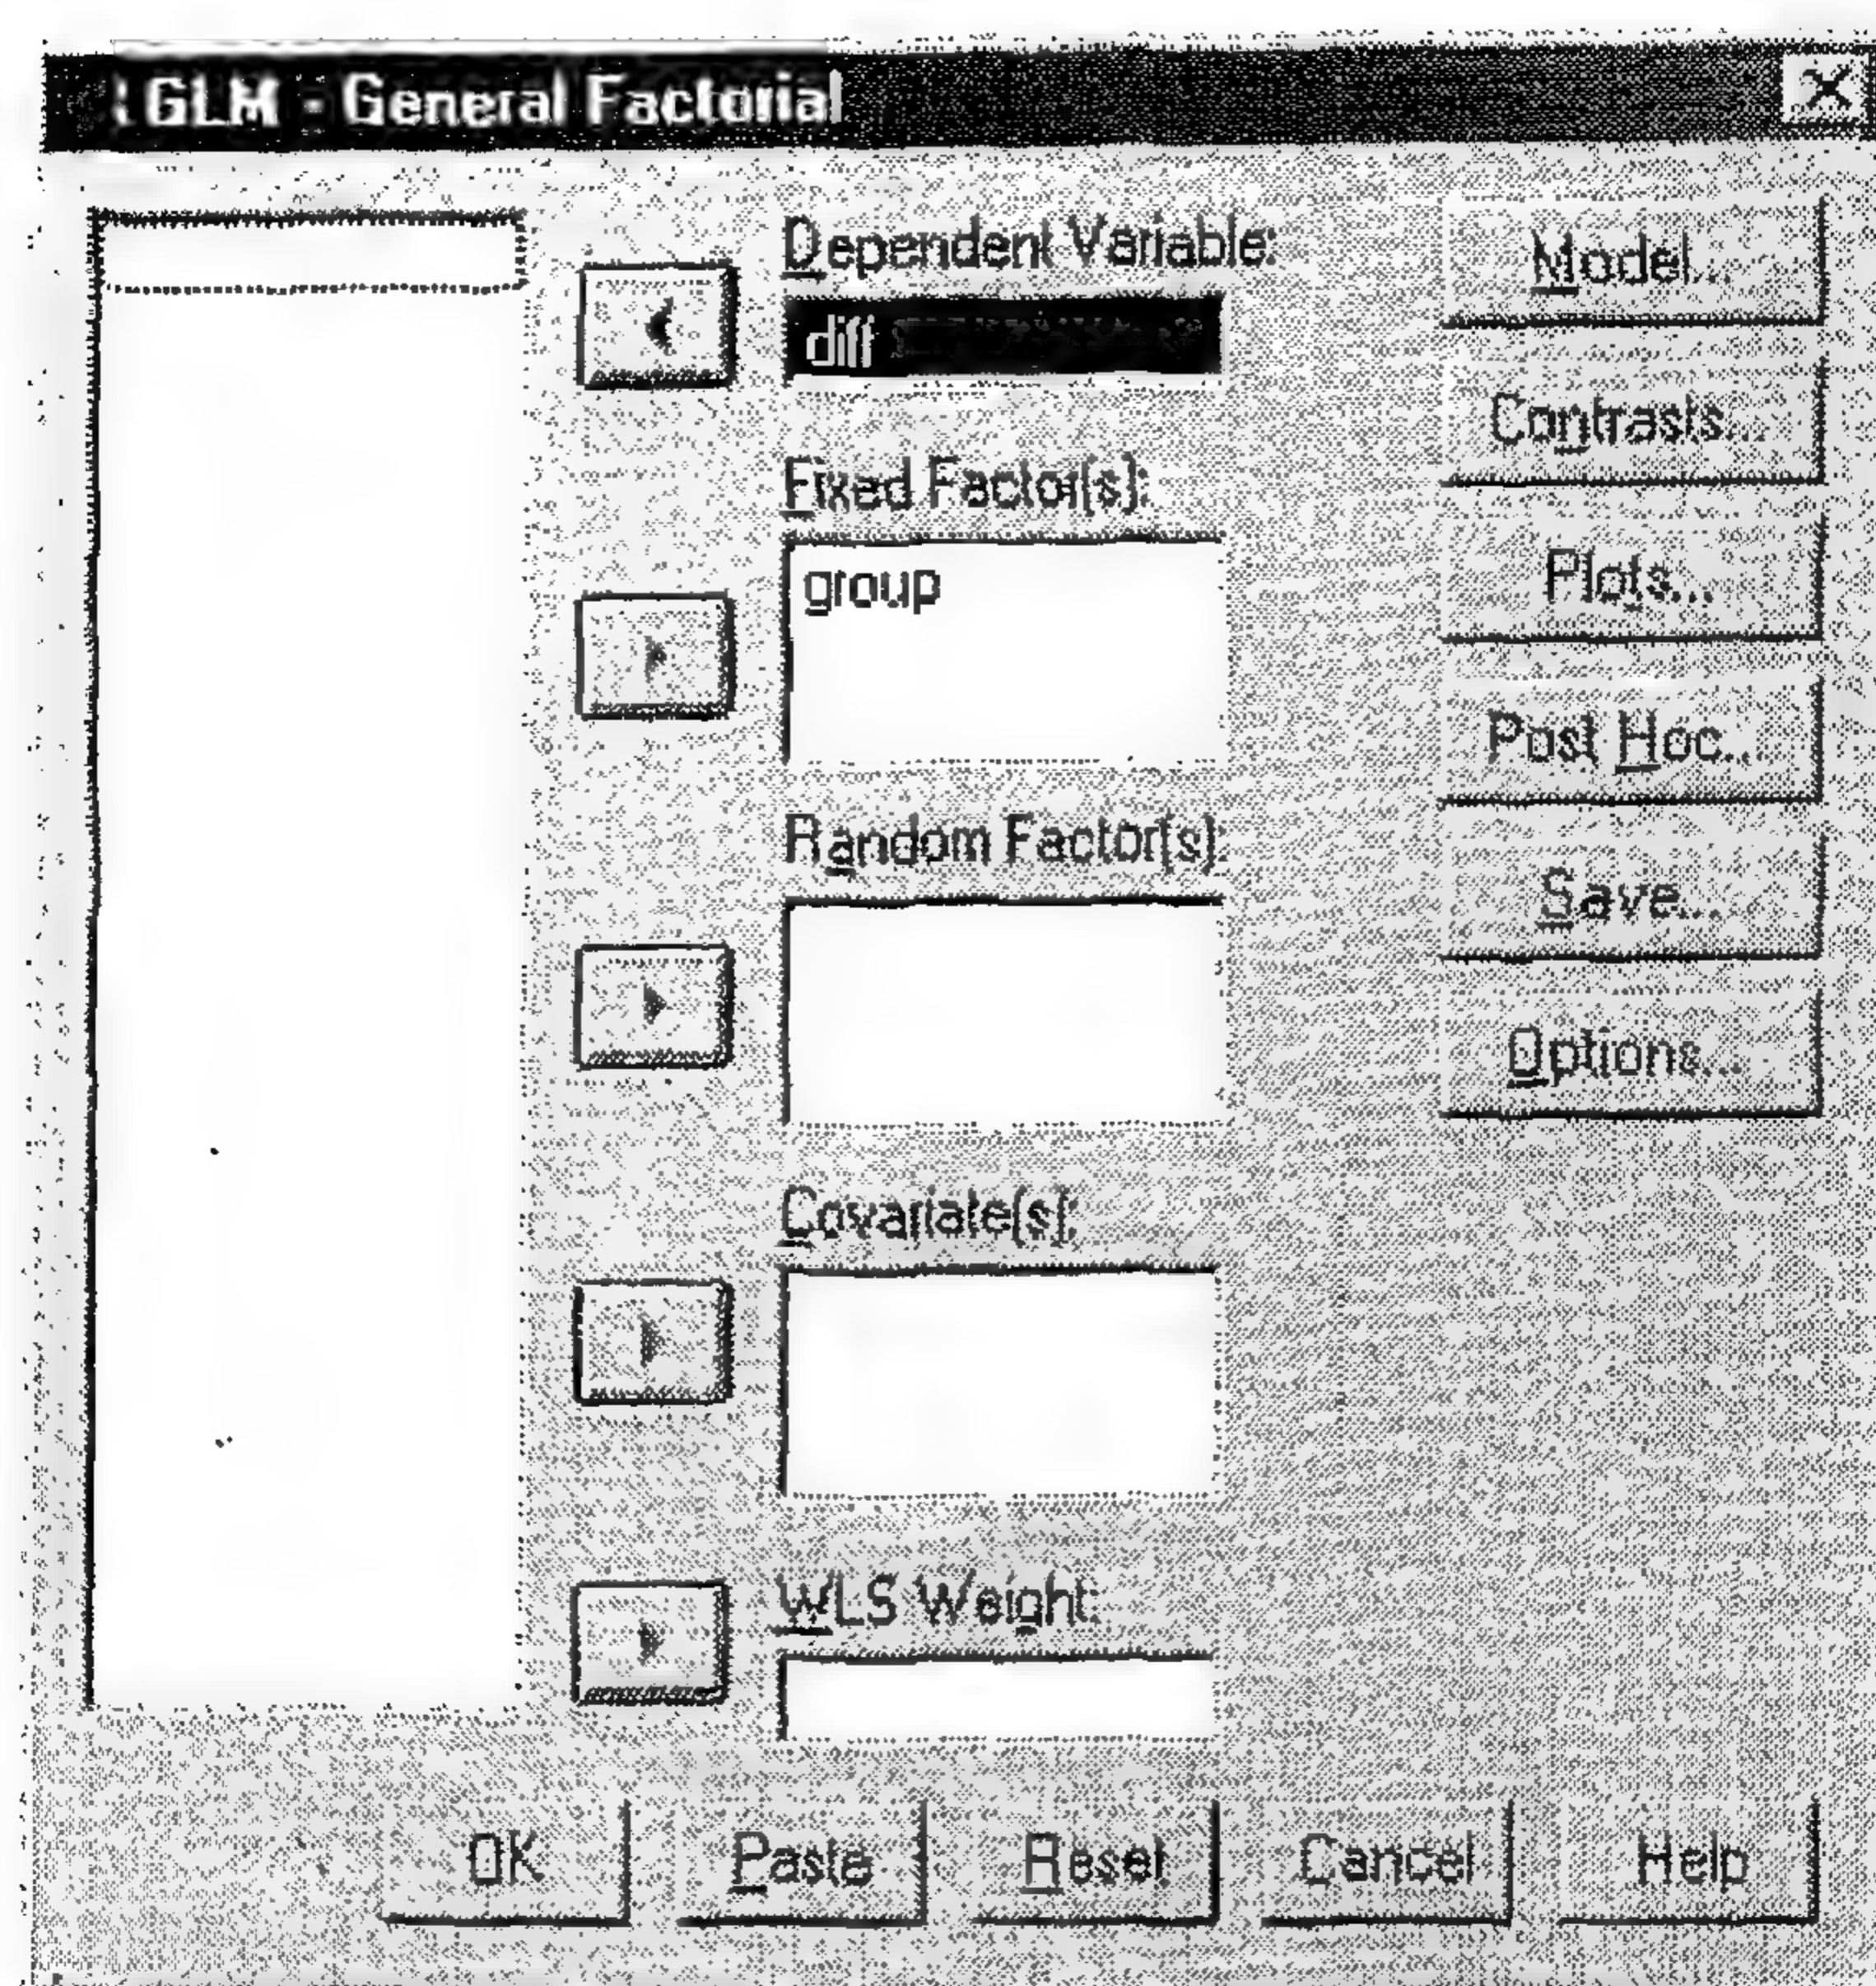 GLM - General Factorial
Dependent Variable:
diff
Fixed Factor(s):
group
Random Factor(s):
Covariate(s):
WLS Weight:
Model...
Contrasts...
Plots...
Post Hoc...
Save...
Options...
OK Paste Reset Cancel Help